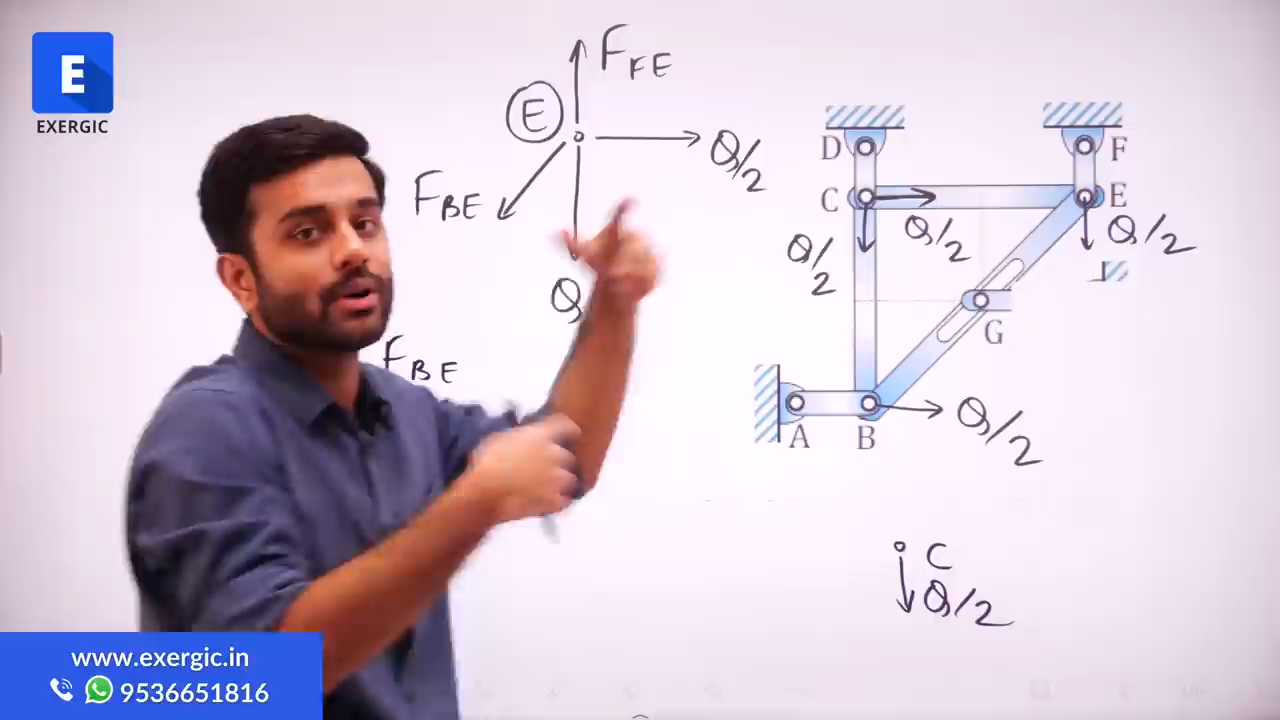 E
EXERGIC
F_FE
E
Q/2
F_BE
Q
F_BE
D
F
C
E
Q/2
Q/2
Q/2
G
A
B
Q/2
C
Q/2
www.exergic.in
9536651816